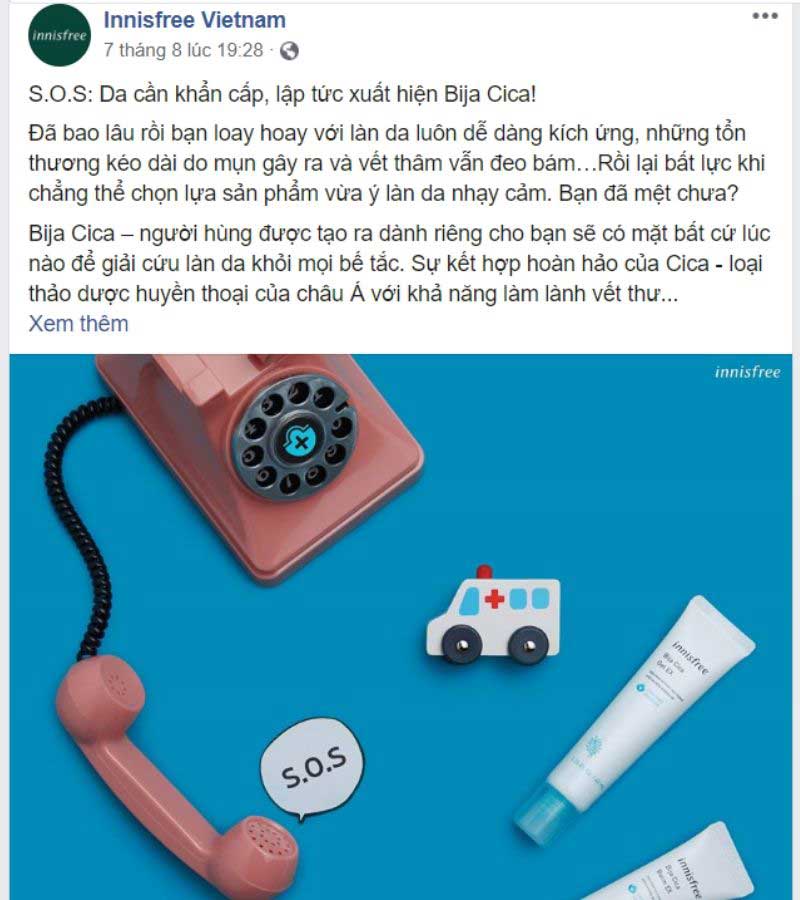 innisfree
Innisfree Vietnam
7 tháng 8 lúc 19:28 ·
S.O.S: Da cần khẩn cấp, lập tức xuất hiện Bija Cica!
Đã bao lâu rồi bạn loay hoay với làn da luôn dễ dàng kích ứng, những tổn
thương kéo dài do mụn gây ra và vết thâm vẫn đeo bám...Rồi lại bất lực khi
chẳng thể chọn lựa sản phẩm vừa ý làn da nhạy cảm. Bạn đã mệt chưa?
Bija Cica – người hùng được tạo ra dành riêng cho bạn sẽ có mặt bất cứ lúc
nào để giải cứu làn da khỏi mọi bế tắc. Sự kết hợp hoàn hảo của Cica - loại
thảo dược huyền thoại của châu Á với khả năng làm lành vết thư...
Xem thêm
innisfree
innisfree
Bija Cica
Gel EX
S.O.S
innisfree
Bija Cica
Balm EX